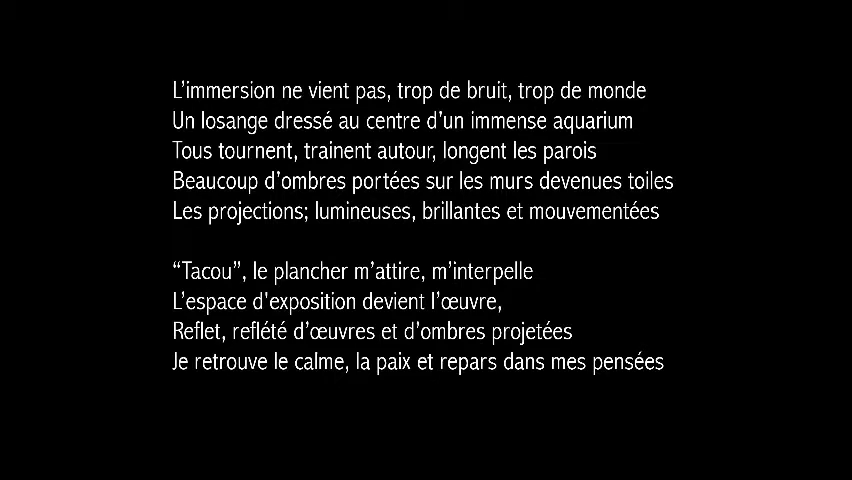 L’immersion ne vient pas, trop de bruit, trop de monde
Un losange dressé au centre d’un immense aquarium
Tous tournent, trainent autour, longent les parois
Beaucoup d’ombres portées sur les murs devenues toiles
Les projections; lumineuses, brillantes et mouvementées
“Tacou”, le plancher m’attire, m’interpelle
L’espace d'exposition devient l’œuvre,
Reflet, reflété d’œuvres et d’ombres projetées
Je retrouve le calme, la paix et repars dans mes pensées